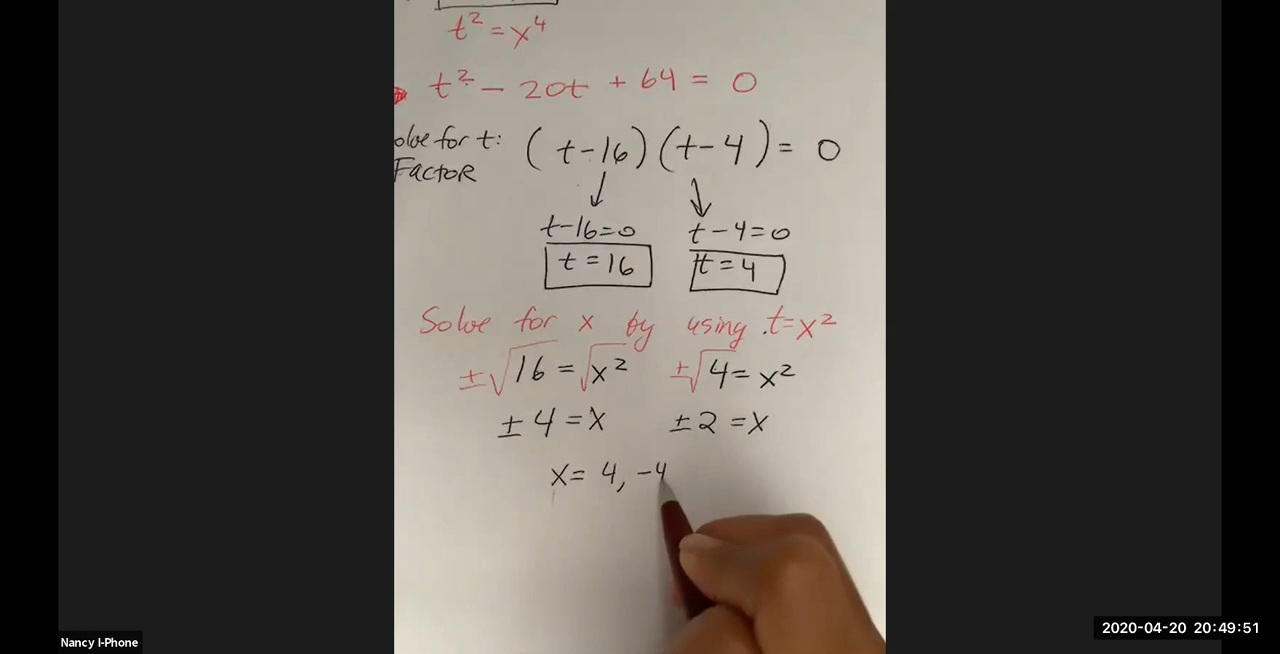 t² = x⁴
t² - 20t + 64 = 0
olve for t: (t-16)(t-4) = 0
FACTOR
t-16=0 t-4=0
t=16 t=4
Solve for x by using t=x²
±√16 = √x² ±√4 = x²
±4 = x ±2 = x
x= 4, -4
Nancy I-Phone
2020-04-20 20:49:51